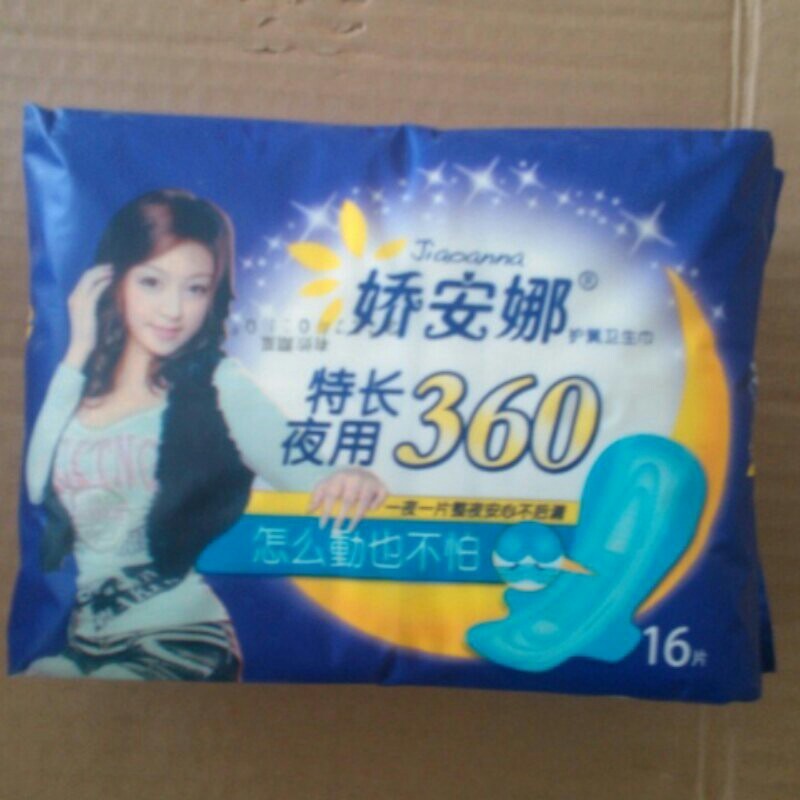 Jiaoanna
娇安娜®
护翼卫生巾
特长
夜用
360
一夜一片整夜安心不后漏
怎么動也不怕
16片